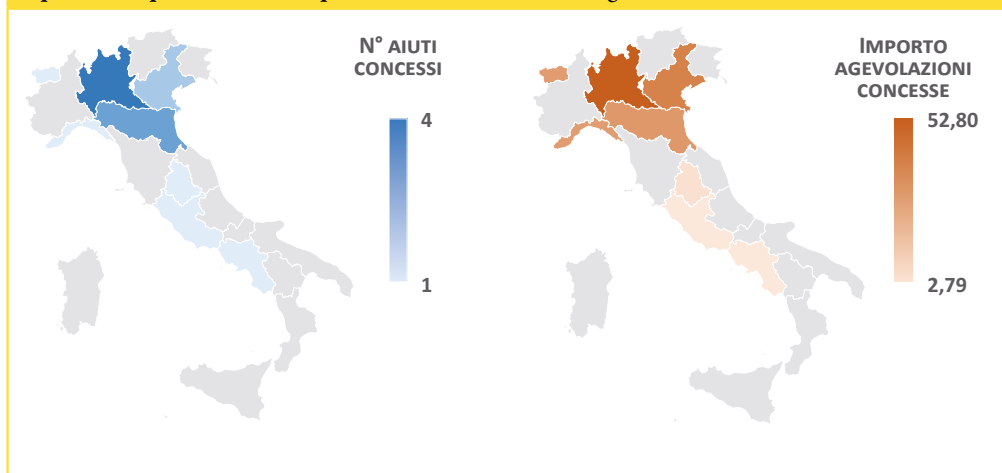 N° AIUTI
CONCESSI
4
1
IMPORTO
AGEVOLAZIONI
CONCESSE
52,80
2,79